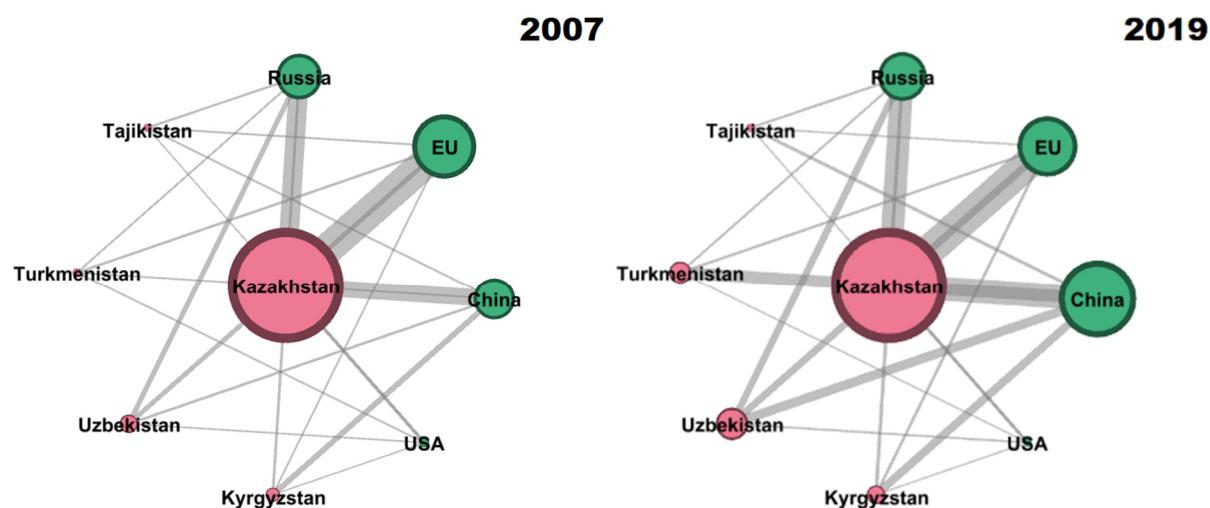 2007
Russia
Tajikistan
EU
Turkmenistan
Kazakhstan
China
Uzbekistan
USA
Kyrgyzstan
2019
Russia
Tajikistan
EU
Turkmenistan
Kazakhstan
China
Uzbekistan
USA
Kyrgyzstan